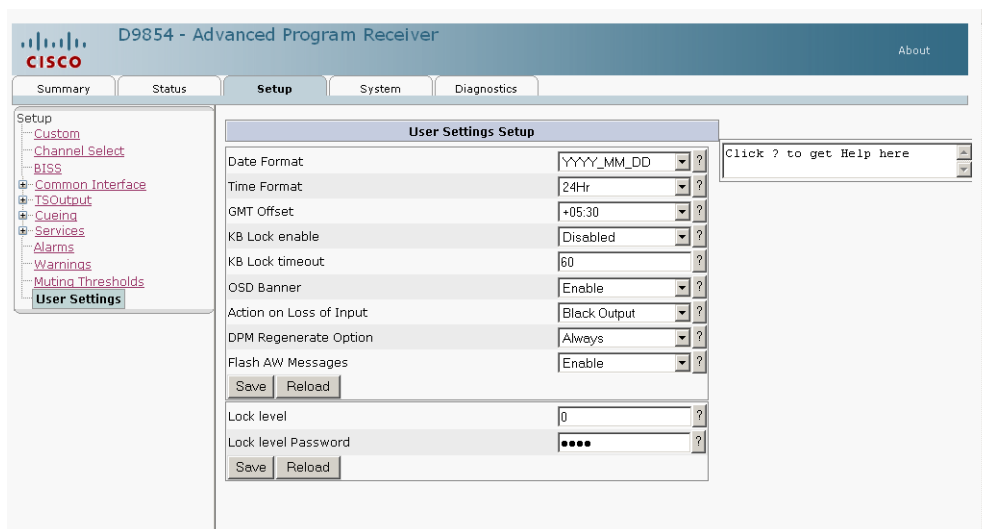 D9854 - Advanced Program Receiver
CISCO
About
Summary Status Setup System Diagnostics
Setup
Custom
Channel Select
BISS
Common Interface
TSOutput
Cueing
Services
Alarms
Warnings
Muting Thresholds
User Settings
User Settings Setup
Date Format YYYY_MM_DD ?
Time Format 24Hr ?
GMT Offset +05:30 ?
KB Lock enable Disabled ?
KB Lock timeout 60 ?
OSD Banner Enable ?
Action on Loss of Input Black Output ?
DPM Regenerate Option Always ?
Flash AW Messages Enable ?
Save Reload
Lock level 0 ?
Lock level Password •••• ?
Save Reload
Click ? to get Help here